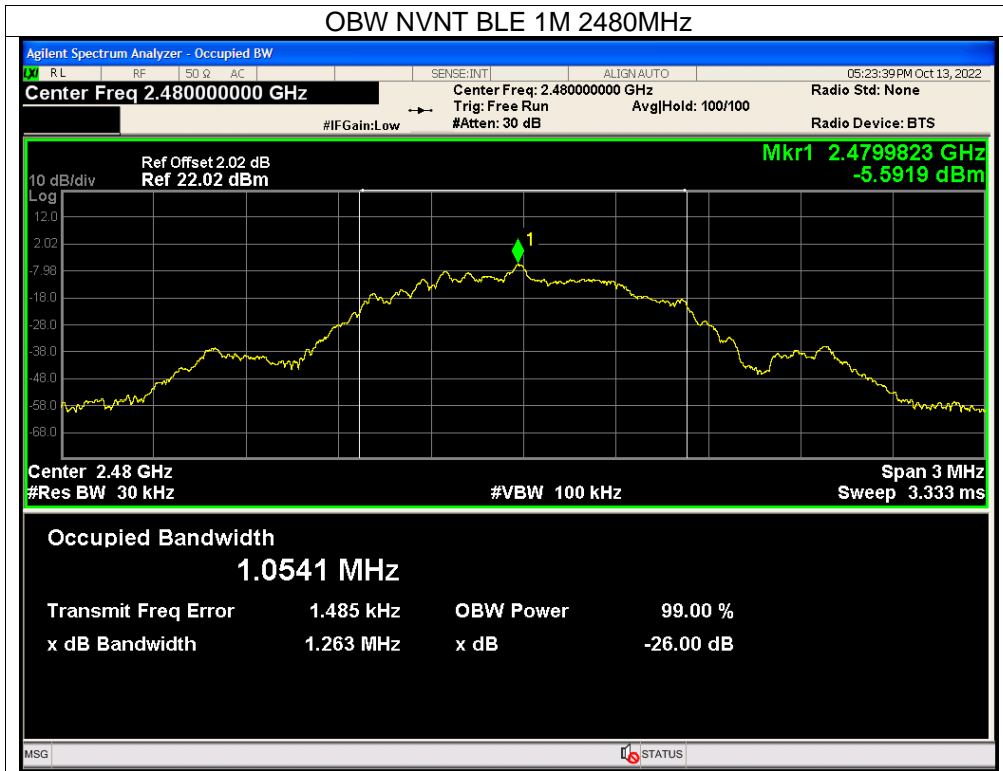 OBW NVNT BLE 1M 2480MHz
Agilent Spectrum Analyzer - Occupied BW
LXI RL RF 50 Ω AC SENSE:INT ALIGN AUTO 05:23:39 PM Oct 13, 2022
Center Freq 2.480000000 GHz Center Freq: 2.480000000 GHz Radio Std: None
Trig: Free Run Avg|Hold: 100/100
#IFGain:Low #Atten: 30 dB Radio Device: BTS
Mkr1 2.4799823 GHz
-5.5919 dBm
Ref Offset 2.02 dB
10 dB/div Ref 22.02 dBm
Log
12.0
2.02
1
-7.98
-18.0
-28.0
-38.0
-48.0
-58.0
-68.0
Center 2.48 GHz Span 3 MHz
#Res BW 30 kHz #VBW 100 kHz Sweep 3.333 ms
Occupied Bandwidth
1.0541 MHz
Transmit Freq Error 1.485 kHz OBW Power 99.00 %
x dB Bandwidth 1.263 MHz x dB -26.00 dB
MSG STATUS